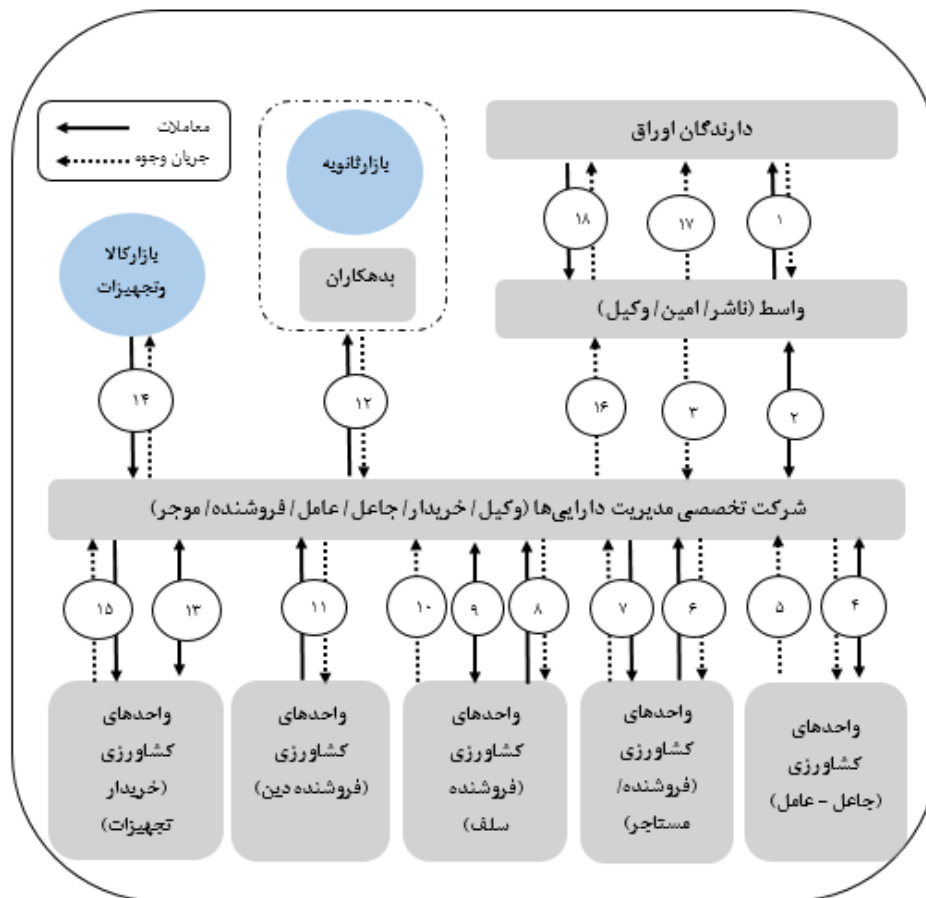 دارندگان اوراق
معاملات
جریان وجوه
بازارثانویه
۱۸
۱۷
۱
بازارکالا
وتجهیزات
بدهکاران
واسط (ناشر/ امین/ وکیل)
۱۴
۱۲
۱۶
۳
۲
شرکت تخصصی مدیریت دارایی‌ها (وکیل/ خریدار/ جاعل/ عامل/ فروشنده/ موجر)
۱۵
۱۳
۱۱
۱۰
۹
۸
۷
۶
۵
۴
واحدهای
کشاورزی
(خریدار
تجهیزات)
واحدهای
کشاورزی
(فروشنده دین)
واحدهای
کشاورزی
(فروشنده
سلف)
واحدهای
کشاورزی
(فروشنده/
مستاجر)
واحدهای
کشاورزی
(جاعل - عامل)